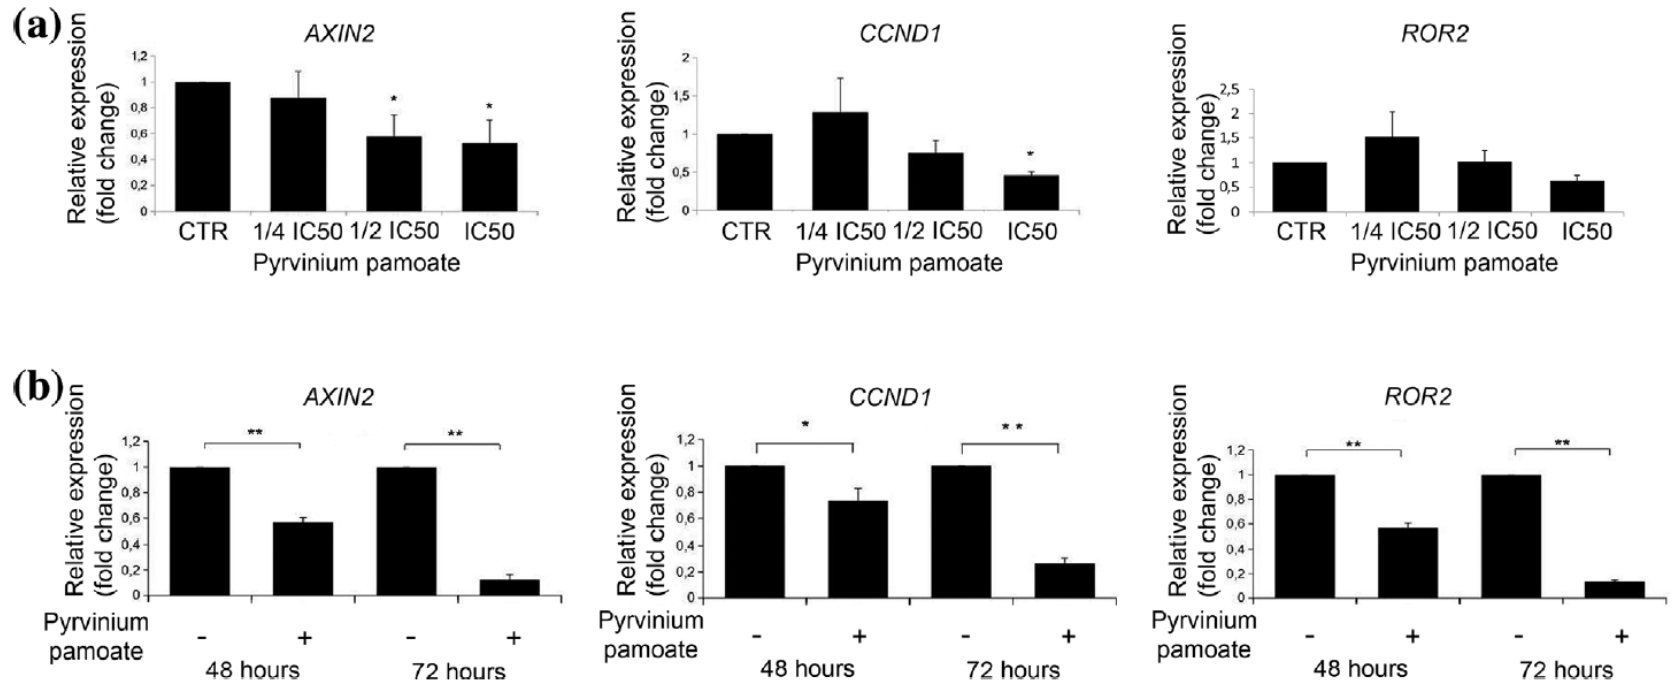 (a)
AXIN2
Relative expression
(fold change)
1,2
1
0,8
0,6
0,4
0,2
0
*
*
CTR 1/4 IC50 1/2 IC50 IC50
Pyrvinium pamoate
CCND1
Relative expression
(fold change)
2
1,5
1
0,5
0
*
CTR 1/4 IC50 1/2 IC50 IC50
Pyrvinium pamoate
ROR2
Relative expression
(fold change)
2,5
2
1,5
1
0,5
0
CTR 1/4 IC50 1/2 IC50 IC50
Pyrvinium pamoate
(b)
AXIN2
Relative expression
(fold change)
1,2
1
0,8
0,6
0,4
0,2
0
** **
Pyrvinium
pamoate
- + - +
48 hours 72 hours
CCND1
Relative expression
(fold change)
1,2
1
0,8
0,6
0,4
0,2
0
* **
Pyrvinium
pamoate
- + - +
48 hours 72 hours
ROR2
Relative expression
(fold change)
1,2
1
0,8
0,6
0,4
0,2
0
** **
Pyrvinium
pamoate
- + - +
48 hours 72 hours